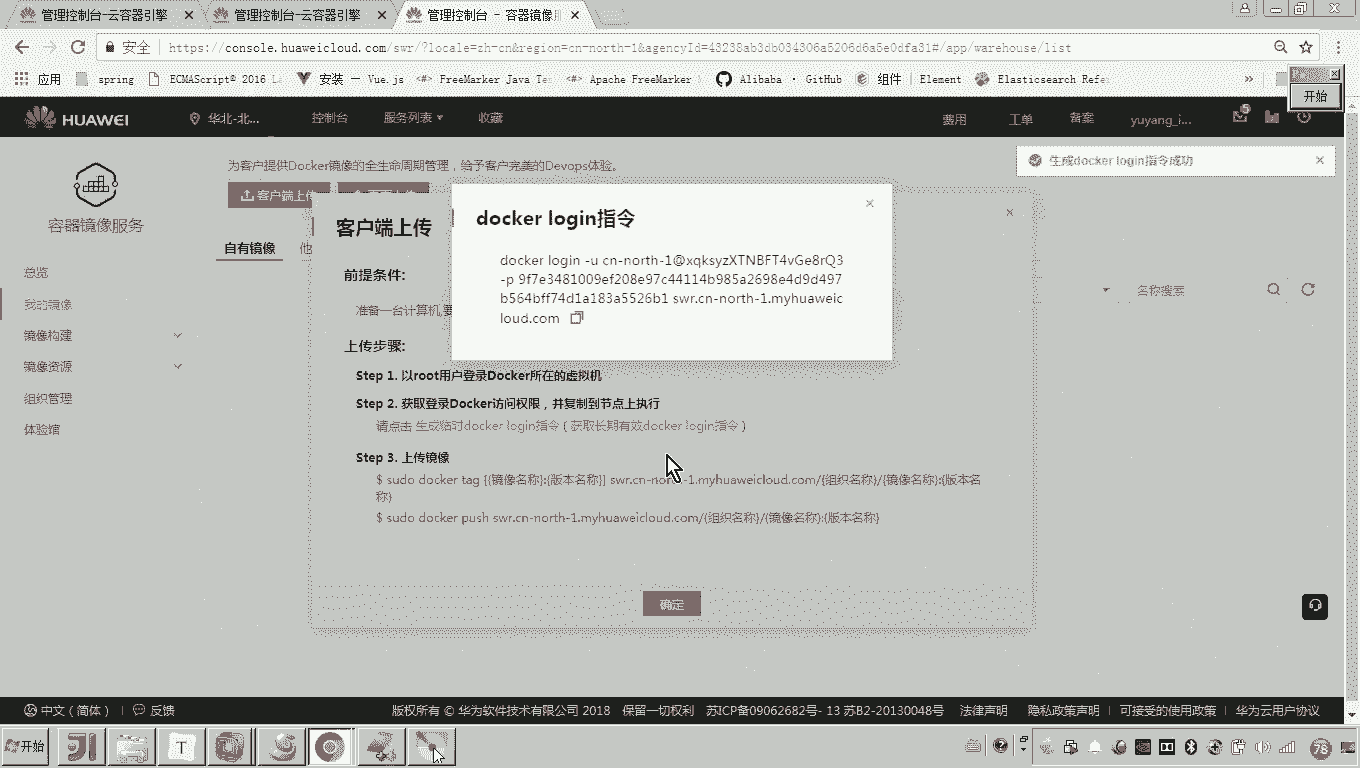 管理控制台-云容器引擎
管理控制台-云容器引擎
管理控制台 - 容器镜像服
安全 https://console.huaweicloud.com/swr/?locale=zh-cn&region=cn-north-1&agencyId=43238ab3db034306a5206d6a5e0dfa31#/app/warehouse/list
应用 spring ECMAScript® 2016 La 安装 — Vue.js FreeMarker Java Te Apache FreeMarker Alibaba · GitHub 组件 | Element Elasticsearch Refe »
开始
HUAWEI 华北-北... 控制台 服务列表 收藏 费用 工单 备案 yuyang_i... 5
为客户提供Docker镜像的全生命周期管理，给予客户完美的Devops体验。
生成docker login指令成功
客户端上传
容器镜像服务
自有镜像 他
总览
我的镜像
镜像构建
镜像资源
组织管理
体验馆
名称搜索
客户端上传
docker login指令
docker login -u cn-north-1@xqksyzXTNBFT4vGe8rQ3
-p 9f7e3481009ef208e97c44114b985a2698e4d9d497
b564bff74d1a183a5526b1 swr.cn-north-1.myhuaweic
loud.com
前提条件:
准备一台计算机,要
上传步骤:
Step 1. 以root用户登录Docker所在的虚拟机
Step 2. 获取登录Docker访问权限，并复制到节点上执行
请点击 生成临时docker login指令 ( 获取长期有效docker login指令 )
Step 3. 上传镜像
$ sudo docker tag [{镜像名称}:{版本名称}] swr.cn-north-1.myhuaweicloud.com/{组织名称}/{镜像名称}:{版本名
称}
$ sudo docker push swr.cn-north-1.myhuaweicloud.com/{组织名称}/{镜像名称}:{版本名称}
确定
中文 ( 简体 ) | 反馈
版权所有 © 华为软件技术有限公司 2018 保留一切权利 苏ICP备09062682号- 13 苏B2-20130048号 法律声明 隐私政策声明 | 可接受的使用政策 | 华为云用户协议
开始
78